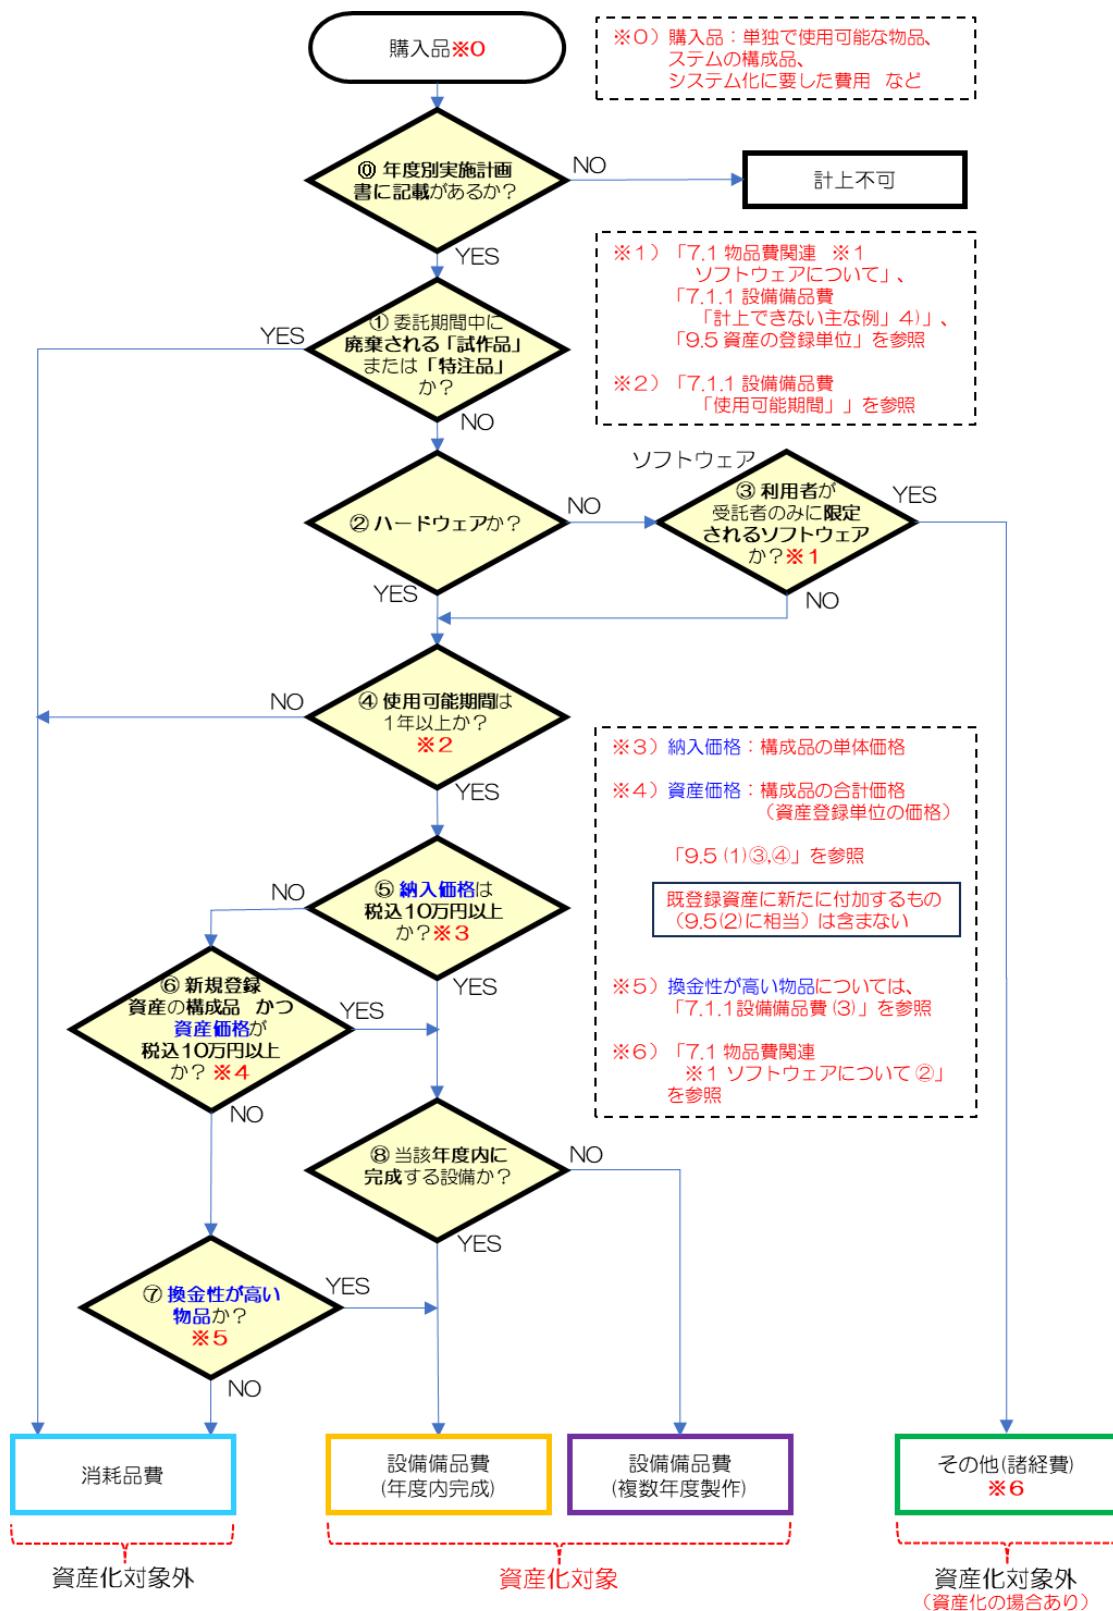 購入品※0
※0）購入品：単独で使用可能な物品、
ステムの構成品、
システム化に要した費用　など
⓪ 年度別実施計画
書に記載があるか？
NO
計上不可
YES
※１）「7.1 物品費関連　※１
ソフトウェアについて」、
「7.1.1 設備備品費
「計上できない主な例」4）」、
「9.5 資産の登録単位」を参照
※２）「7.1.1 設備備品費
「使用可能期間」」を参照
① 委託期間中に
廃棄される「試作品」
または「特注品」
か？
YES
NO
ソフトウェア
② ハードウェアか？
NO
③ 利用者が
受託者のみに限定
されるソフトウェア
か？※１
YES
YES
NO
④ 使用可能期間は
1年以上か？
※２
NO
YES
※３）納入価格：構成品の単体価格
※４）資産価格：構成品の合計価格
（資産登録単位の価格）
「9.5 (1)③,④」を参照
既登録資産に新たに付加するもの
（9.5(2)に相当）は含まない
※５）換金性が高い物品については、
「7.1.1設備備品費 (3)」を参照
※６）「7.1 物品費関連
※１ ソフトウェアについて ②」
を参照
⑤ 納入価格は
税込10万円以上
か？※３
NO
YES
⑥ 新規登録
資産の構成品　かつ
資産価格が
税込10万円以上
か？ ※４
YES
NO
⑧ 当該年度内に
完成する設備か？
NO
YES
⑦ 換金性が高い
物品か？
※５
YES
NO
消耗品費
設備備品費
(年度内完成)
設備備品費
(複数年度製作)
その他(諸経費)
※６
資産化対象外
資産化対象
資産化対象外
(資産化の場合あり)